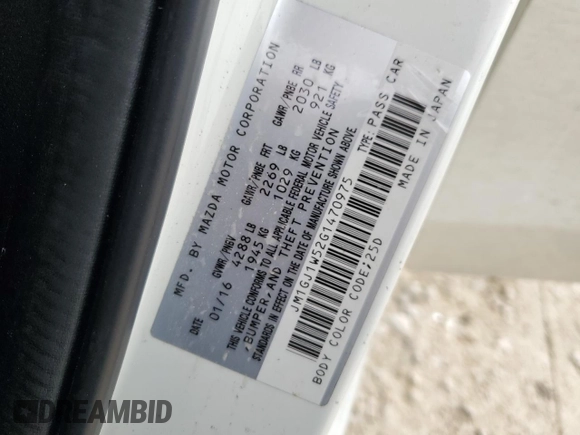 MFD. BY MAZDA MOTOR CORPORATION
DATE GVWR/PNBV GAWR/PNBE FRT GAWR/PNBE RR
01/16 4288 LB 2269 LB 2030 LB
1945 KG 1029 KG 921 KG
THIS VEHICLE CONFORMS TO ALL APPLICABLE FEDERAL MOTOR VEHICLE SAFETY
,BUMPER,AND THEFT PREVENTION
STANDARDS IN EFFECT ON THE DATE OF MANUFACTURE SHOWN ABOVE
JM1GJ1W52G1470975 TYPE: PASS CAR
BODY COLOR CODE;25D MADE IN JAPAN
DREAMBID